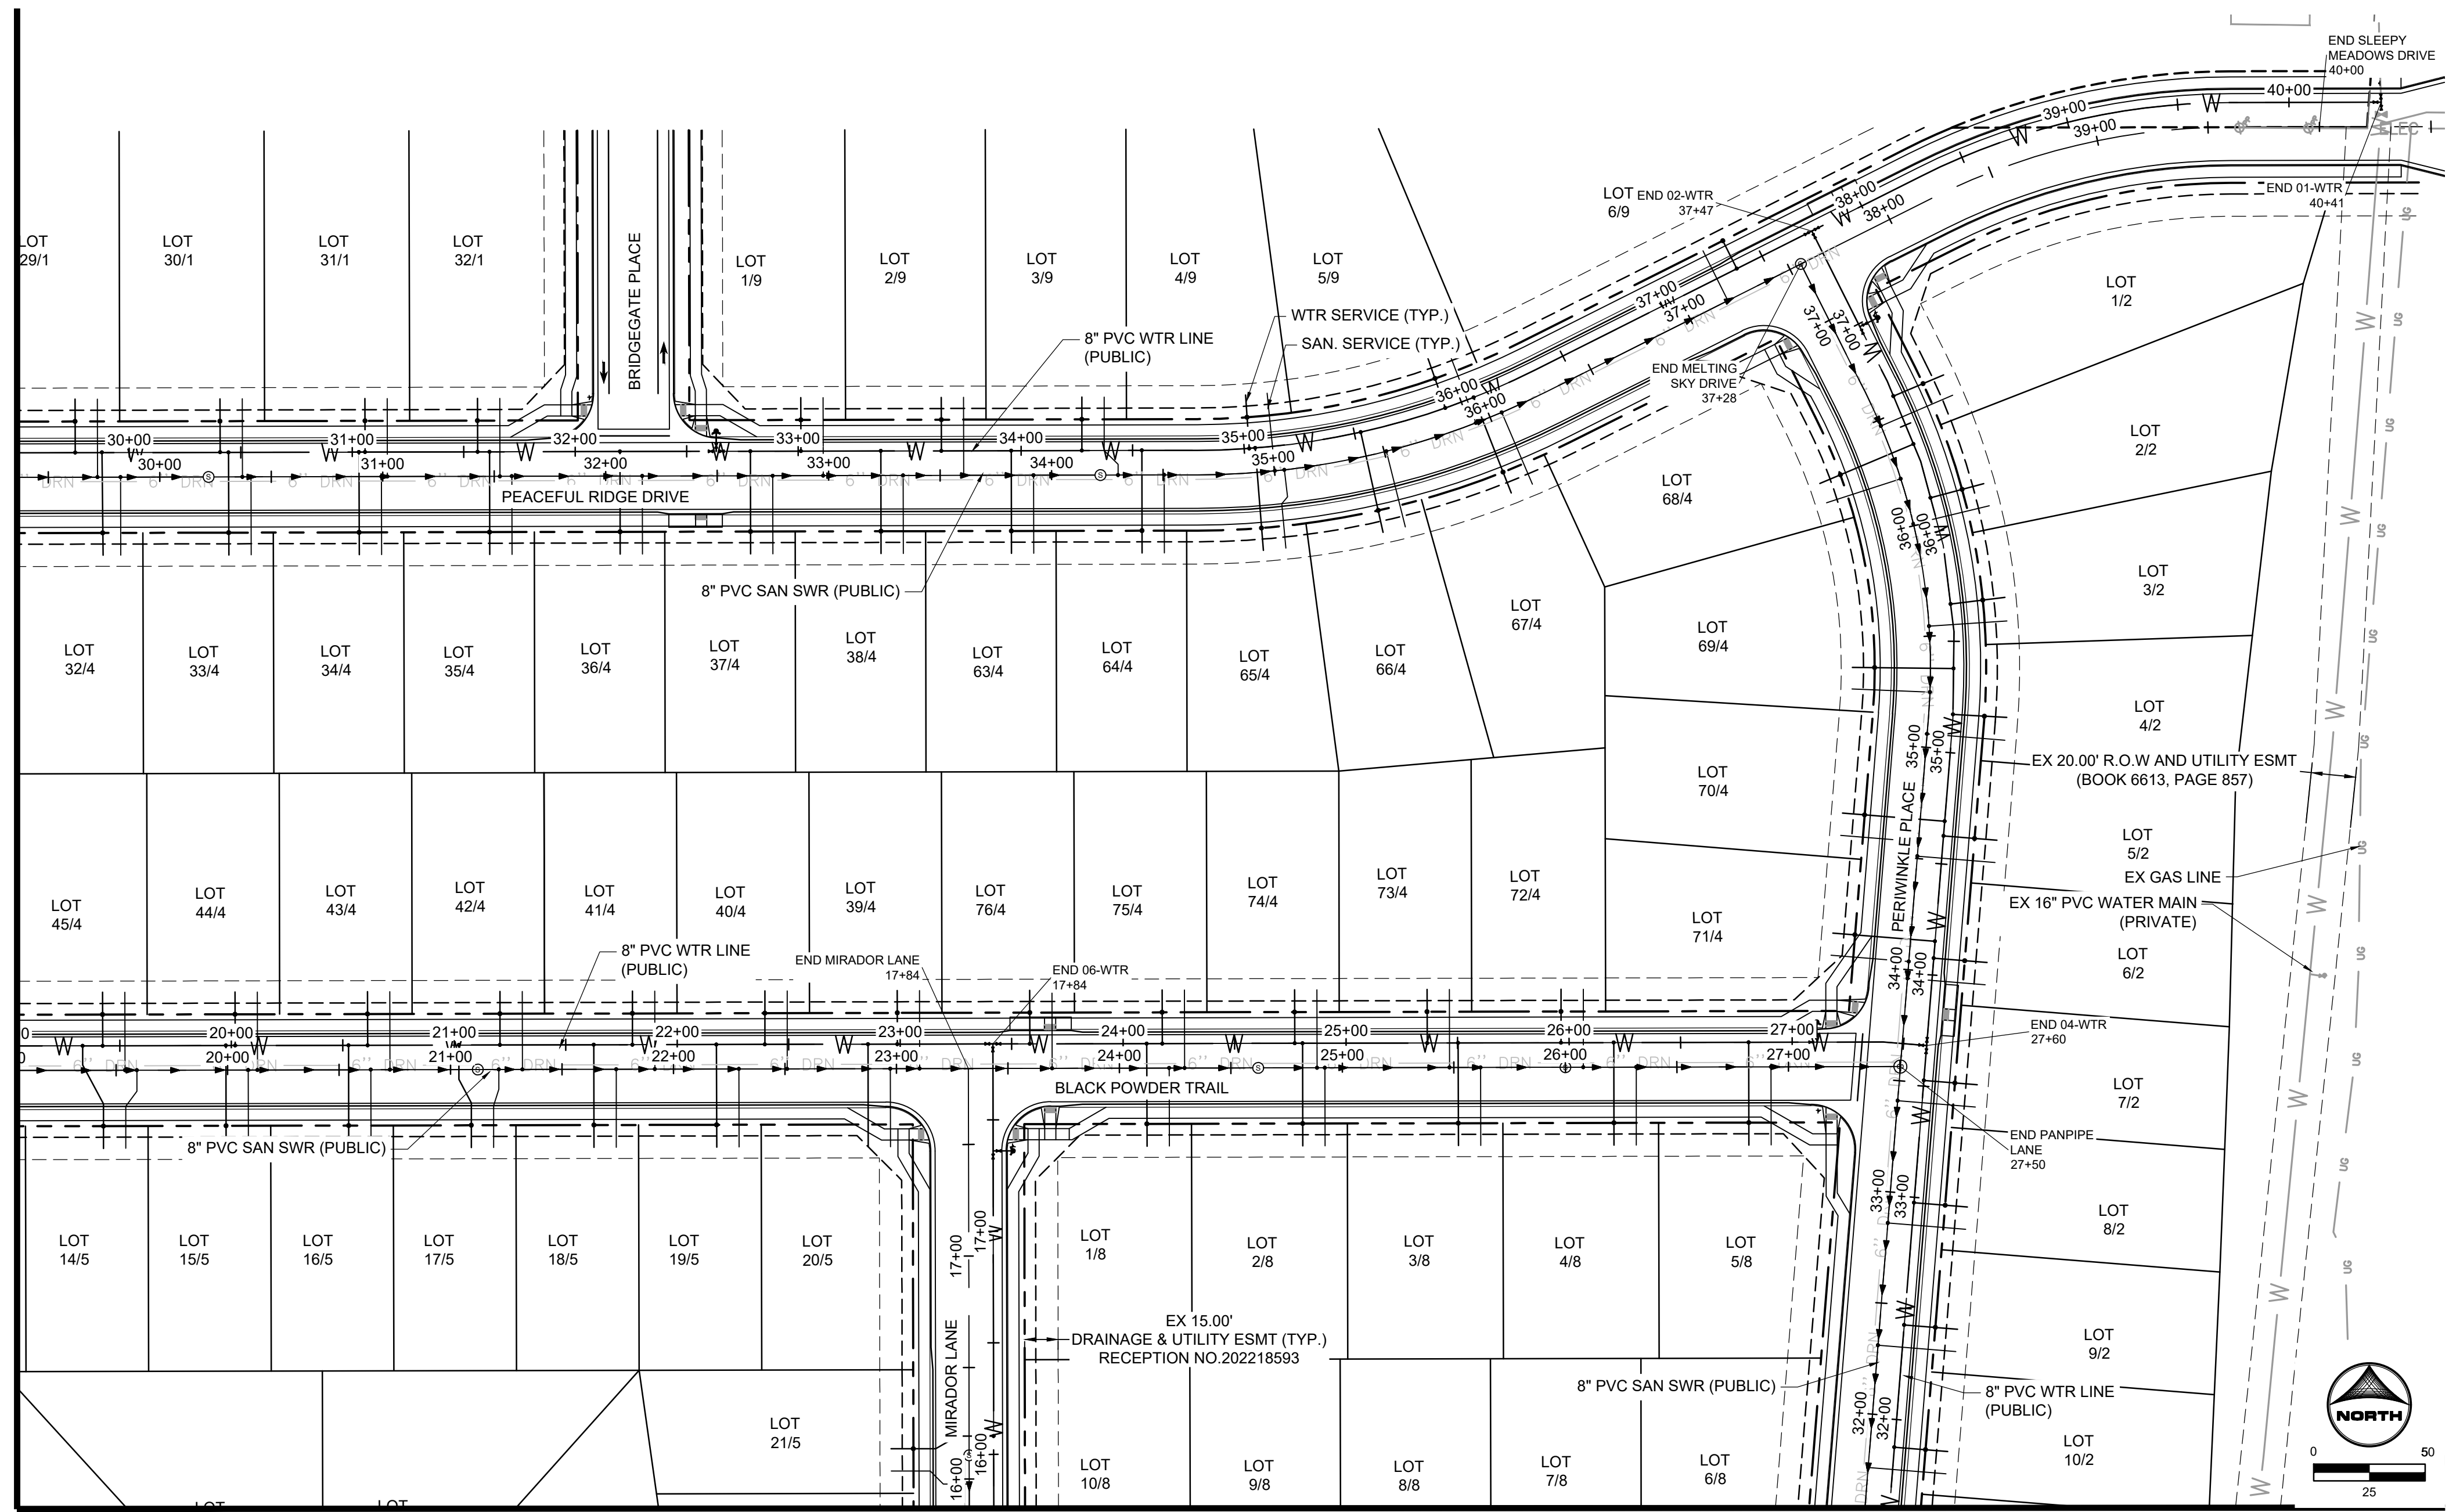 END SLEEPY
MEADOWS DRIVE
40+00
40+00
39+00
39+00
ELEC
END 01-WTR
40+41
LOT
6/9
END 02-WTR
37+47
38+00
38+00
LOT
29/1
LOT
30/1
LOT
31/1
LOT
32/1
BRIDGEGATE PLACE
LOT
1/9
LOT
2/9
LOT
3/9
LOT
4/9
LOT
5/9
LOT
1/2
WTR SERVICE (TYP.)
SAN. SERVICE (TYP.)
8" PVC WTR LINE
(PUBLIC)
37+00
37+00
37+00
37+00
END MELTING
SKY DRIVE
37+28
36+00
36+00
30+00
31+00
32+00
33+00
34+00
35+00
30+00
31+00
32+00
33+00
34+00
35+00
PEACEFUL RIDGE DRIVE
LOT
68/4
LOT
2/2
36+00
36+00
8" PVC SAN SWR (PUBLIC)
LOT
3/2
LOT
32/4
LOT
33/4
LOT
34/4
LOT
35/4
LOT
36/4
LOT
37/4
LOT
38/4
LOT
63/4
LOT
64/4
LOT
65/4
LOT
66/4
LOT
67/4
LOT
69/4
LOT
4/2
35+00
35+00
EX 20.00' R.O.W AND UTILITY ESMT
(BOOK 6613, PAGE 857)
LOT
70/4
PERIWINKLE PLACE
LOT
5/2
EX GAS LINE
EX 16" PVC WATER MAIN
(PRIVATE)
LOT
45/4
LOT
44/4
LOT
43/4
LOT
42/4
LOT
41/4
LOT
40/4
LOT
39/4
LOT
76/4
LOT
75/4
LOT
74/4
LOT
73/4
LOT
72/4
LOT
71/4
LOT
6/2
8" PVC WTR LINE
(PUBLIC)
END MIRADOR LANE
17+84
END 06-WTR
17+84
34+00
34+00
20+00
21+00
22+00
23+00
24+00
25+00
26+00
27+00
20+00
21+00
22+00
23+00
24+00
25+00
26+00
27+00
END 04-WTR
27+60
BLACK POWDER TRAIL
LOT
7/2
8" PVC SAN SWR (PUBLIC)
END PANPIPE
LANE
27+50
33+00
33+00
LOT
14/5
LOT
15/5
LOT
16/5
LOT
17/5
LOT
18/5
LOT
19/5
LOT
20/5
17+00
17+00
LOT
1/8
LOT
2/8
LOT
3/8
LOT
4/8
LOT
5/8
LOT
8/2
EX 15.00'
DRAINAGE & UTILITY ESMT (TYP.)
RECEPTION NO.202218593
MIRADOR LANE
LOT
9/2
8" PVC SAN SWR (PUBLIC)
8" PVC WTR LINE
(PUBLIC)
32+00
32+00
LOT
21/5
16+00
16+00
LOT
10/8
LOT
9/8
LOT
8/8
LOT
7/8
LOT
6/8
LOT
10/2
LOT
LOT
NORTH
0 50
25